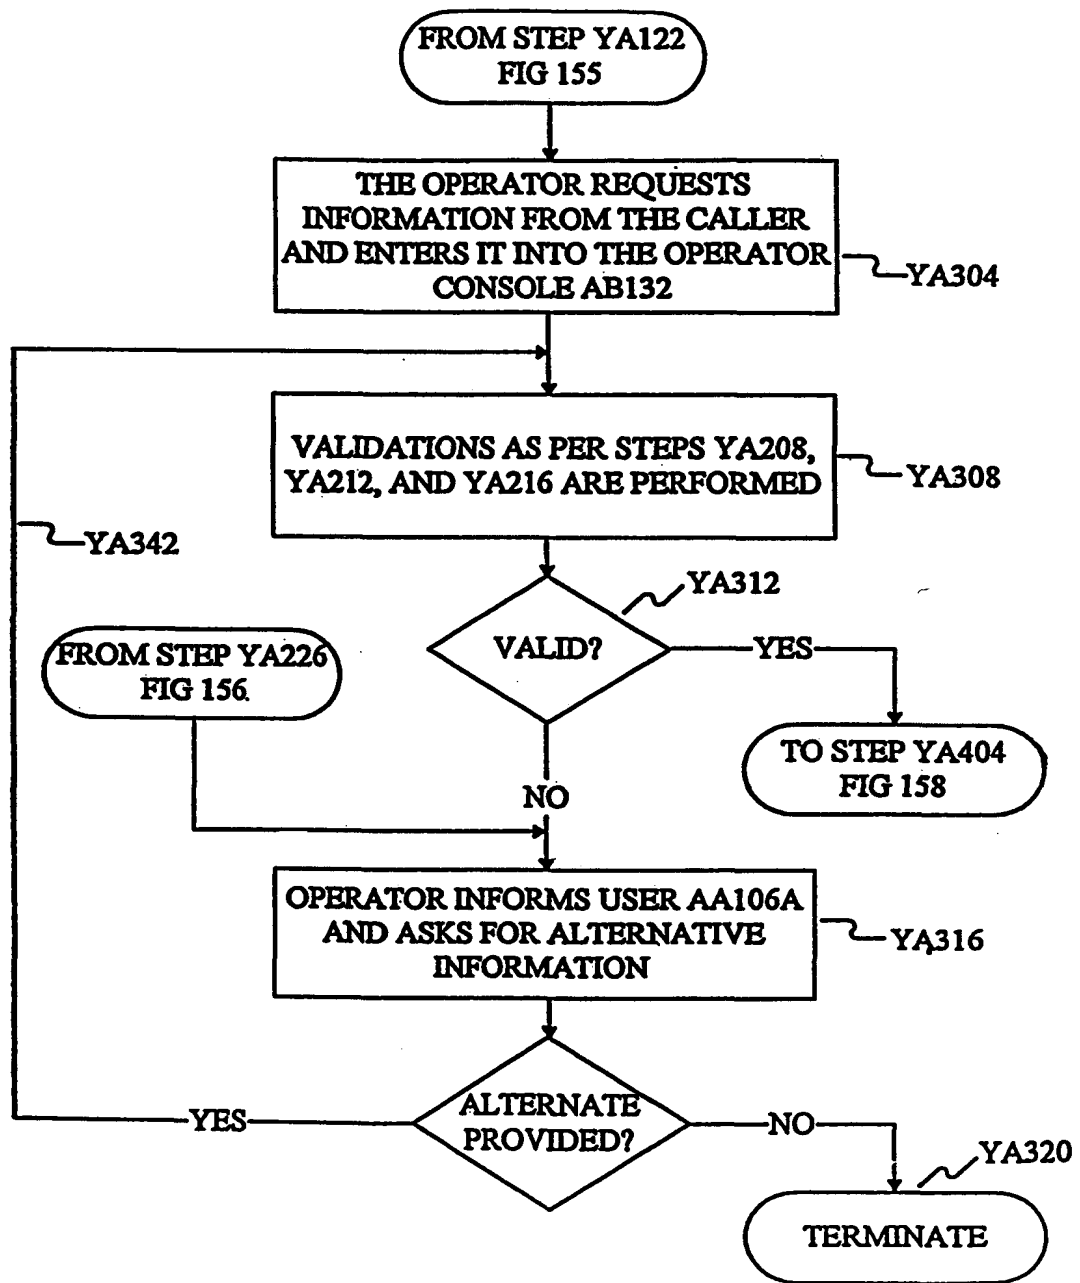 FROM STEP YA122
FIG 155
THE OPERATOR REQUESTS
INFORMATION FROM THE CALLER
AND ENTERS IT INTO THE OPERATOR
CONSOLE AB132
YA304
VALIDATIONS AS PER STEPS YA208,
YA212, AND YA216 ARE PERFORMED
YA308
YA342
YA312
VALID?
YES
FROM STEP YA226
FIG 156
TO STEP YA404
FIG 158
NO
OPERATOR INFORMS USER AA106A
AND ASKS FOR ALTERNATIVE
INFORMATION
YA316
YES
ALTERNATE
PROVIDED?
NO
YA320
TERMINATE